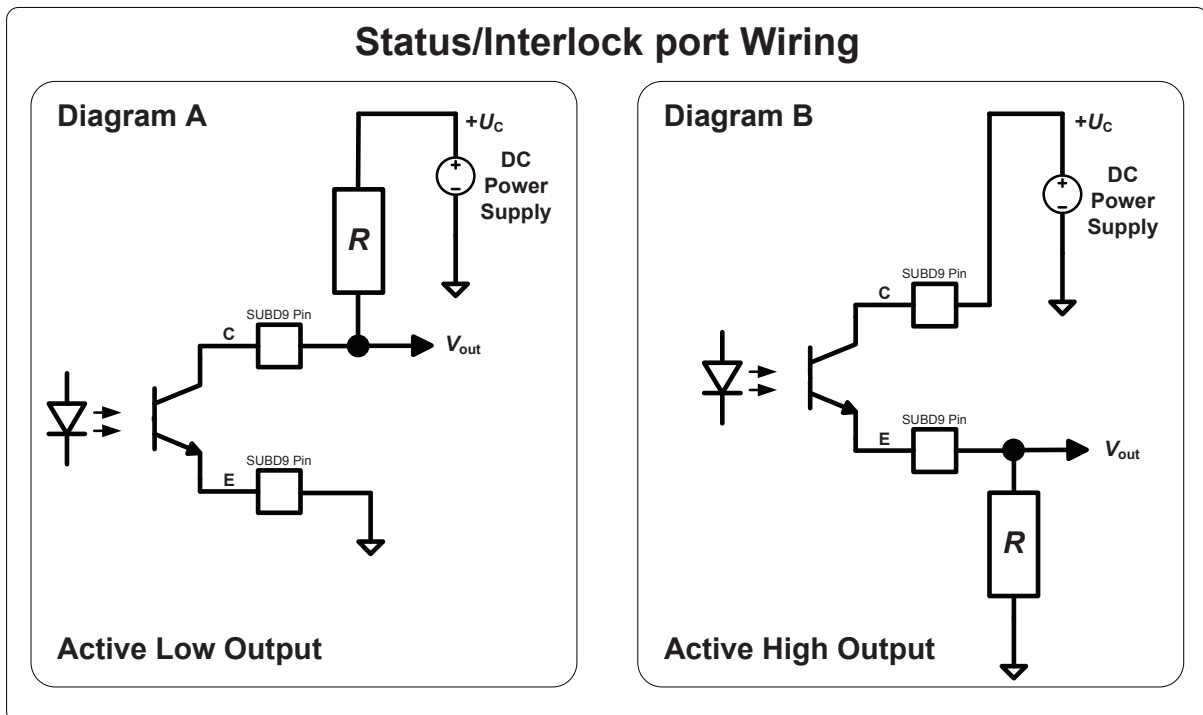 Status/Interlock port Wiring
Diagram A
+UC
DC
Power
Supply
R
SUBD9 Pin
C
Vout
SUBD9 Pin
E
Active Low Output
Diagram B
+UC
DC
Power
Supply
SUBD9 Pin
C
SUBD9 Pin
E
Vout
R
Active High Output